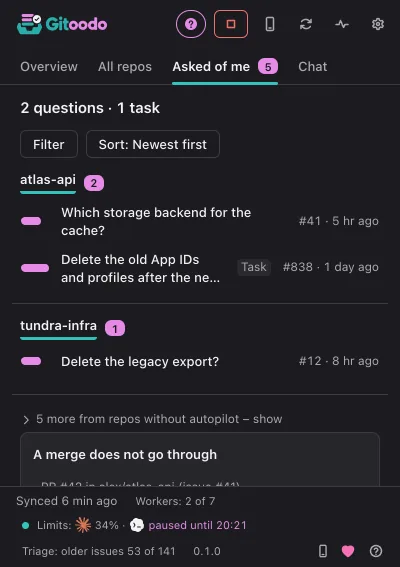 Gitoodo
Overview All repos Asked of me 5 Chat
2 questions · 1 task
Filter Sort: Newest first
atlas-api 2
Which storage backend for the
cache?
#41 · 5 hr ago
Delete the old App IDs
and profiles after the ne...
Task #838 · 1 day ago
tundra-infra 1
Delete the legacy export?
#12 · 8 hr ago
5 more from repos without autopilot – show
A merge does not go through
Synced 6 min ago Workers: 2 of 7
Limits: 34% · paused until 20:21
Triage: older issues 53 of 141 0.1.0